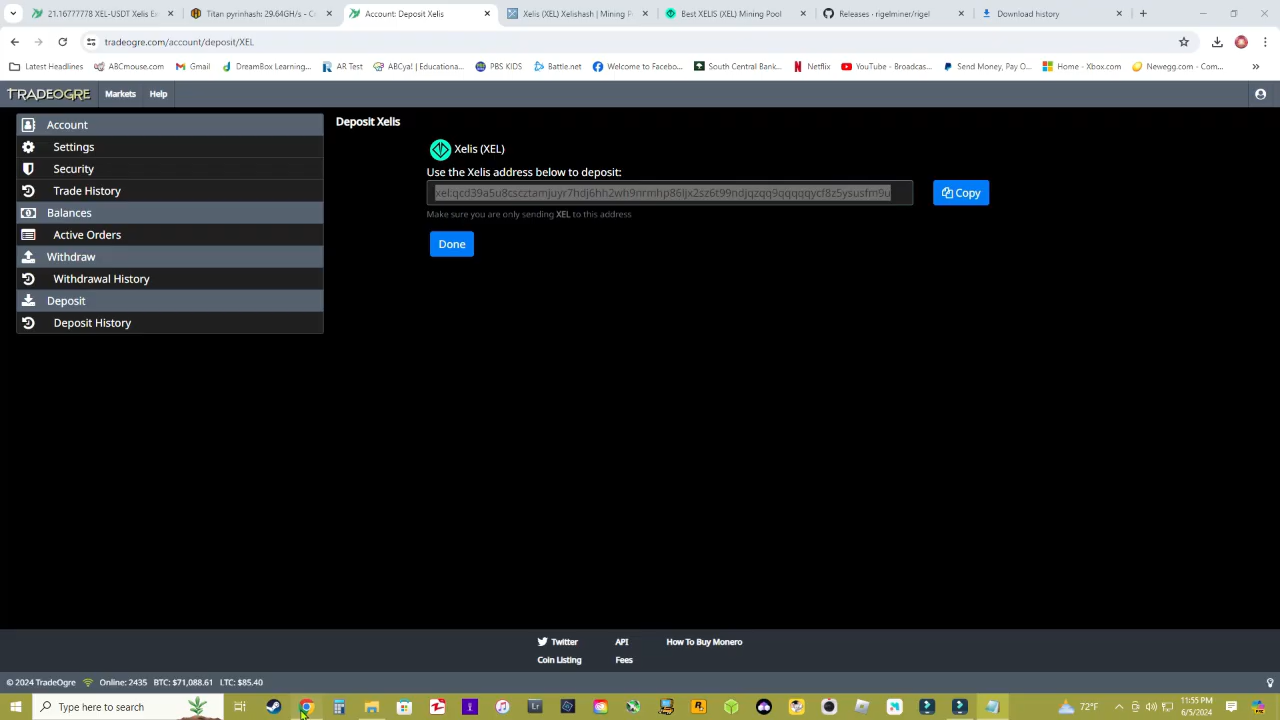 21.16777778 XEL-USDT Xelis E
Titan pyrinhash: 29.64GH/s - C
Account: Deposit Xelis
Xelis (XEL) Xelishash | Mining P
Best XELIS (XEL) Mining Pool
Releases · rigelminer/rigel
Download history
tradeogre.com/account/deposit/XEL
Latest Headlines
ABCmouse.com
Gmail
DreamBox Learning...
AR Test
ABCya! | Educationa...
PBS KIDS
Battle.net
Welcome to Facebo...
South Central Bank...
Netflix
YouTube - Broadcas...
Send Money, Pay O...
Home - Xbox.com
Newegg.com - Com...
TRADEOGRE
Markets
Help
Account
Settings
Security
Trade History
Balances
Active Orders
Withdraw
Withdrawal History
Deposit
Deposit History
Deposit Xelis
Xelis (XEL)
Use the Xelis address below to deposit:
Copy
Make sure you are only sending XEL to this address
Done
Twitter
API
How To Buy Monero
Coin Listing
Fees
© 2024 TradeOgre
Online: 2435
BTC: $71,088.61
LTC: $85.40
Type here to search
72°F
11:55 PM
6/5/2024